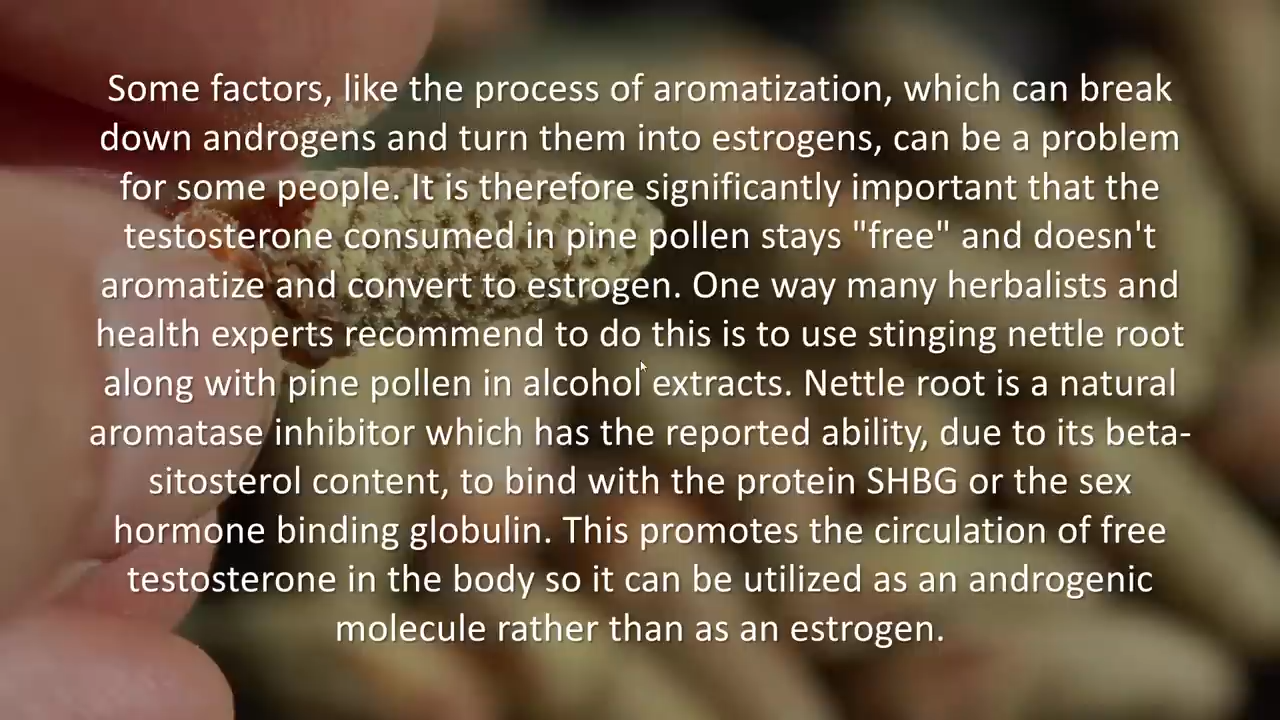 Some factors, like the process of aromatization, which can break
down androgens and turn them into estrogens, can be a problem
for some people. It is therefore significantly important that the
testosterone consumed in pine pollen stays "free" and doesn't
aromatize and convert to estrogen. One way many herbalists and
health experts recommend to do this is to use stinging nettle root
along with pine pollen in alcohol extracts. Nettle root is a natural
aromatase inhibitor which has the reported ability, due to its beta-
sitosterol content, to bind with the protein SHBG or the sex
hormone binding globulin. This promotes the circulation of free
testosterone in the body so it can be utilized as an androgenic
molecule rather than as an estrogen.